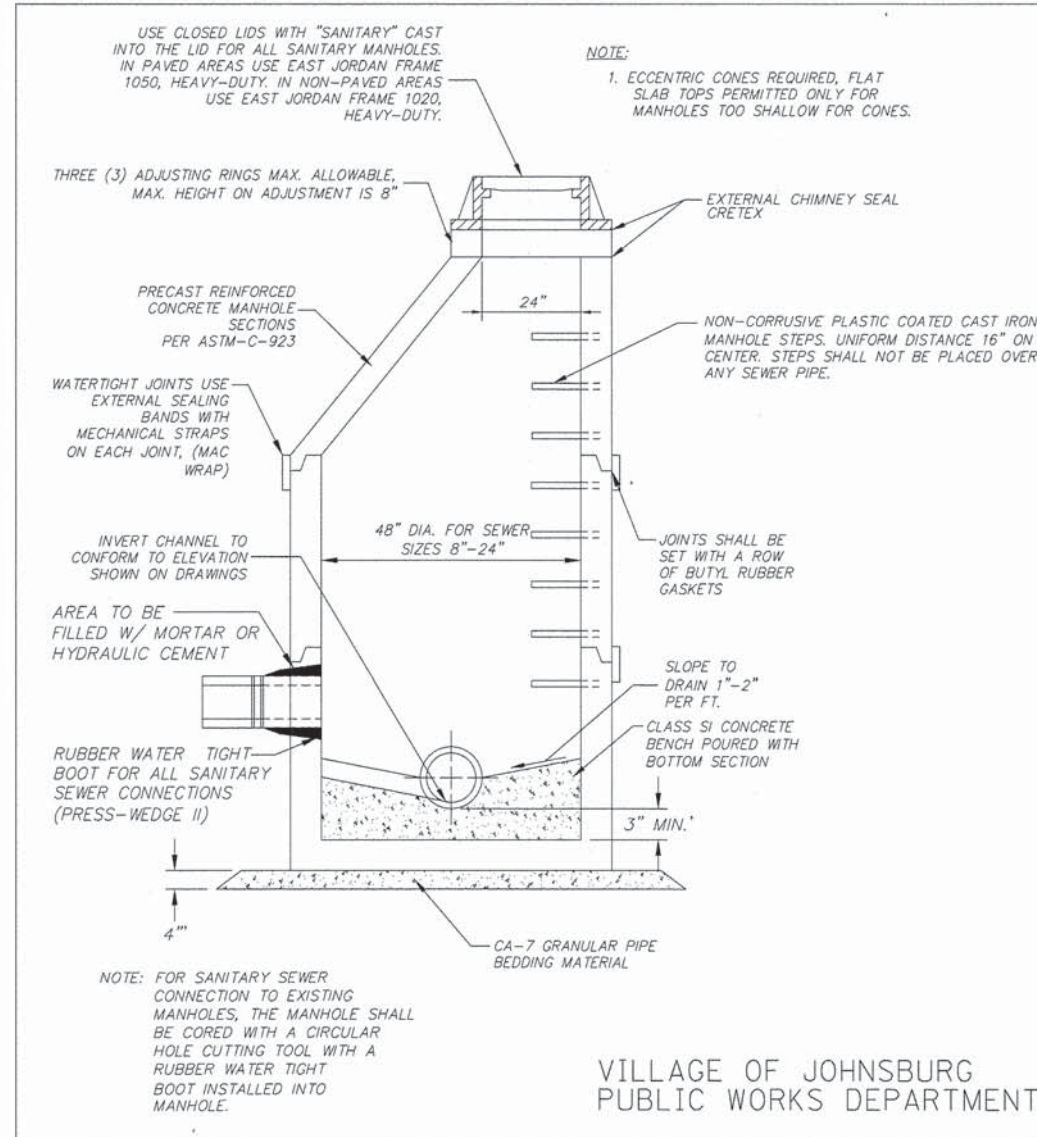 USE CLOSED LIDS WITH "SANITARY" CAST
INTO THE LID FOR ALL SANITARY MANHOLES.
IN PAVED AREAS USE EAST JORDAN FRAME
1050, HEAVY-DUTY. IN NON-PAVED AREAS
USE EAST JORDAN FRAME 1020,
HEAVY-DUTY.
NOTE:
1. ECCENTRIC CONES REQUIRED, FLAT
SLAB TOPS PERMITTED ONLY FOR
MANHOLES TOO SHALLOW FOR CONES.
THREE (3) ADJUSTING RINGS MAX. ALLOWABLE,
MAX. HEIGHT ON ADJUSTMENT IS 8"
EXTERNAL CHIMNEY SEAL
CRETEX
PRECAST REINFORCED
CONCRETE MANHOLE
SECTIONS
PER ASTM-C-923
24"
NON-CORRUSIVE PLASTIC COATED CAST IRON
MANHOLE STEPS. UNIFORM DISTANCE 16" ON
CENTER. STEPS SHALL NOT BE PLACED OVER
ANY SEWER PIPE.
WATERTIGHT JOINTS USE
EXTERNAL SEALING
BANDS WITH
MECHANICAL STRAPS
ON EACH JOINT, (MAC
WRAP)
48" DIA. FOR SEWER
SIZES 8"-24"
INVERT CHANNEL TO
CONFORM TO ELEVATION
SHOWN ON DRAWINGS
JOINTS SHALL BE
SET WITH A ROW
OF BUTYL RUBBER
GASKETS
AREA TO BE
FILLED W/ MORTAR OR
HYDRAULIC CEMENT
SLOPE TO
DRAIN 1"-2"
PER FT.
CLASS SI CONCRETE
BENCH POURED WITH
BOTTOM SECTION
RUBBER WATER TIGHT
BOOT FOR ALL SANITARY
SEWER CONNECTIONS
(PRESS-WEDGE II)
3" MIN.'
4"'
CA-7 GRANULAR PIPE
BEDDING MATERIAL
NOTE: FOR SANITARY SEWER
CONNECTION TO EXISTING
MANHOLES, THE MANHOLE SHALL
BE CORED WITH A CIRCULAR
HOLE CUTTING TOOL WITH A
RUBBER WATER TIGHT
BOOT INSTALLED INTO
MANHOLE.
VILLAGE OF JOHNSBURG
PUBLIC WORKS DEPARTMENT